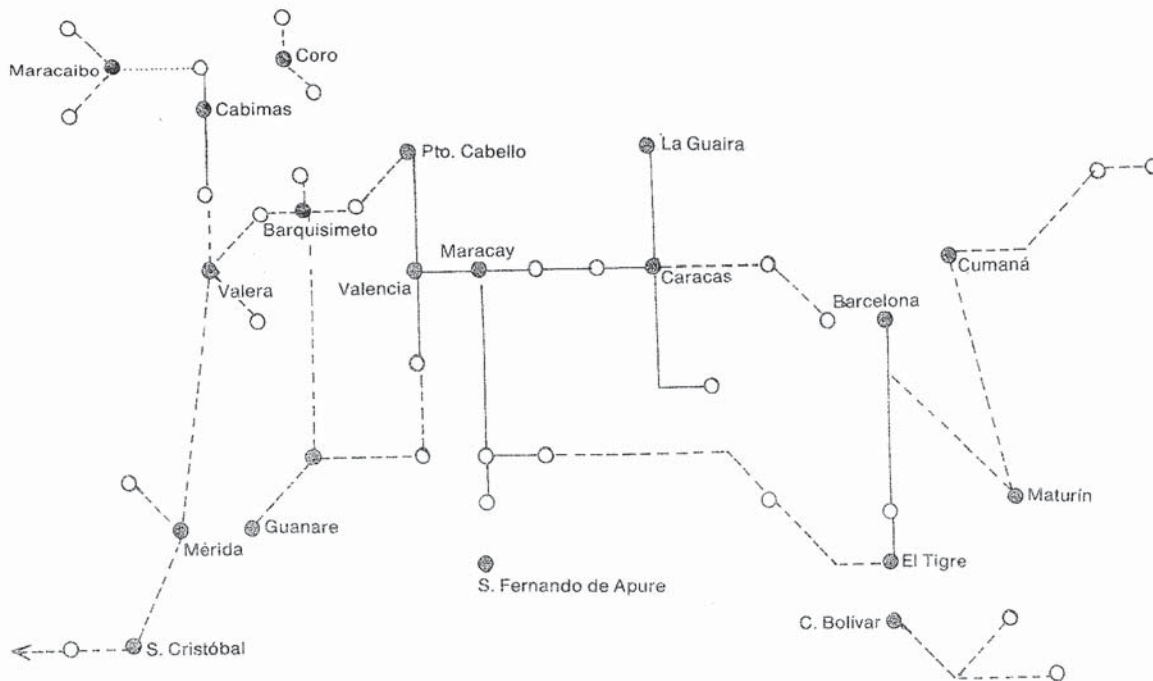 Coro
Maracaibo
Cabimas
Pto. Cabello
La Guaira
Barquisimeto
Maracay
Cumaná
Valera
Valencia
Caracas
Barcelona
Maturín
Guanare
Mérida
El Tigre
S. Fernando de Apure
C. Bolívar
S. Cristóbal